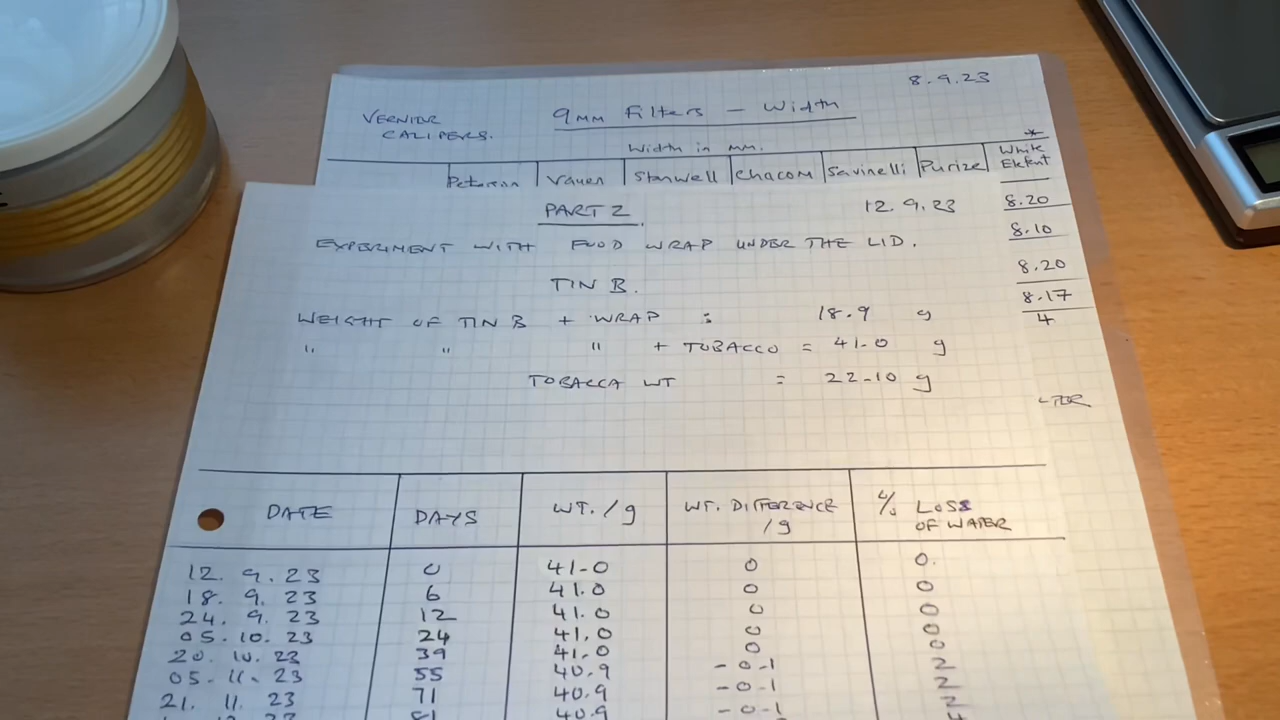 8.9.23
VERNIER CALIPERS.
9mm Filters - Width
Width in mm.
Peterson Vauen Stanwell Chacom Savinelli Purize White Elefant
*
8.20
8.10
8.20
8.17
4
PART 2.
12.9.23
EXPERIMENT WITH FOOD WRAP UNDER THE LID.
TIN B.
WEIGHT OF TIN B + WRAP : 18.9 g
" " " + TOBACCO = 41.0 g
TOBACCA WT = 22.10 g
DATE DAYS WT./g WT. DIFFERENCE /g % LOSS OF WATER
12. 9. 23 0 41.0 0 0.
18. 9. 23 6 41.0 0 0
24. 9. 23 12 41.0 0 0
05. 10. 23 24 41.0 0 0
20. 10. 23 39 41.0 0 0
05. 11. 23 55 40.9 -0.1
21. 11. 23 71 40.9 -0.1
40.9 -0.1